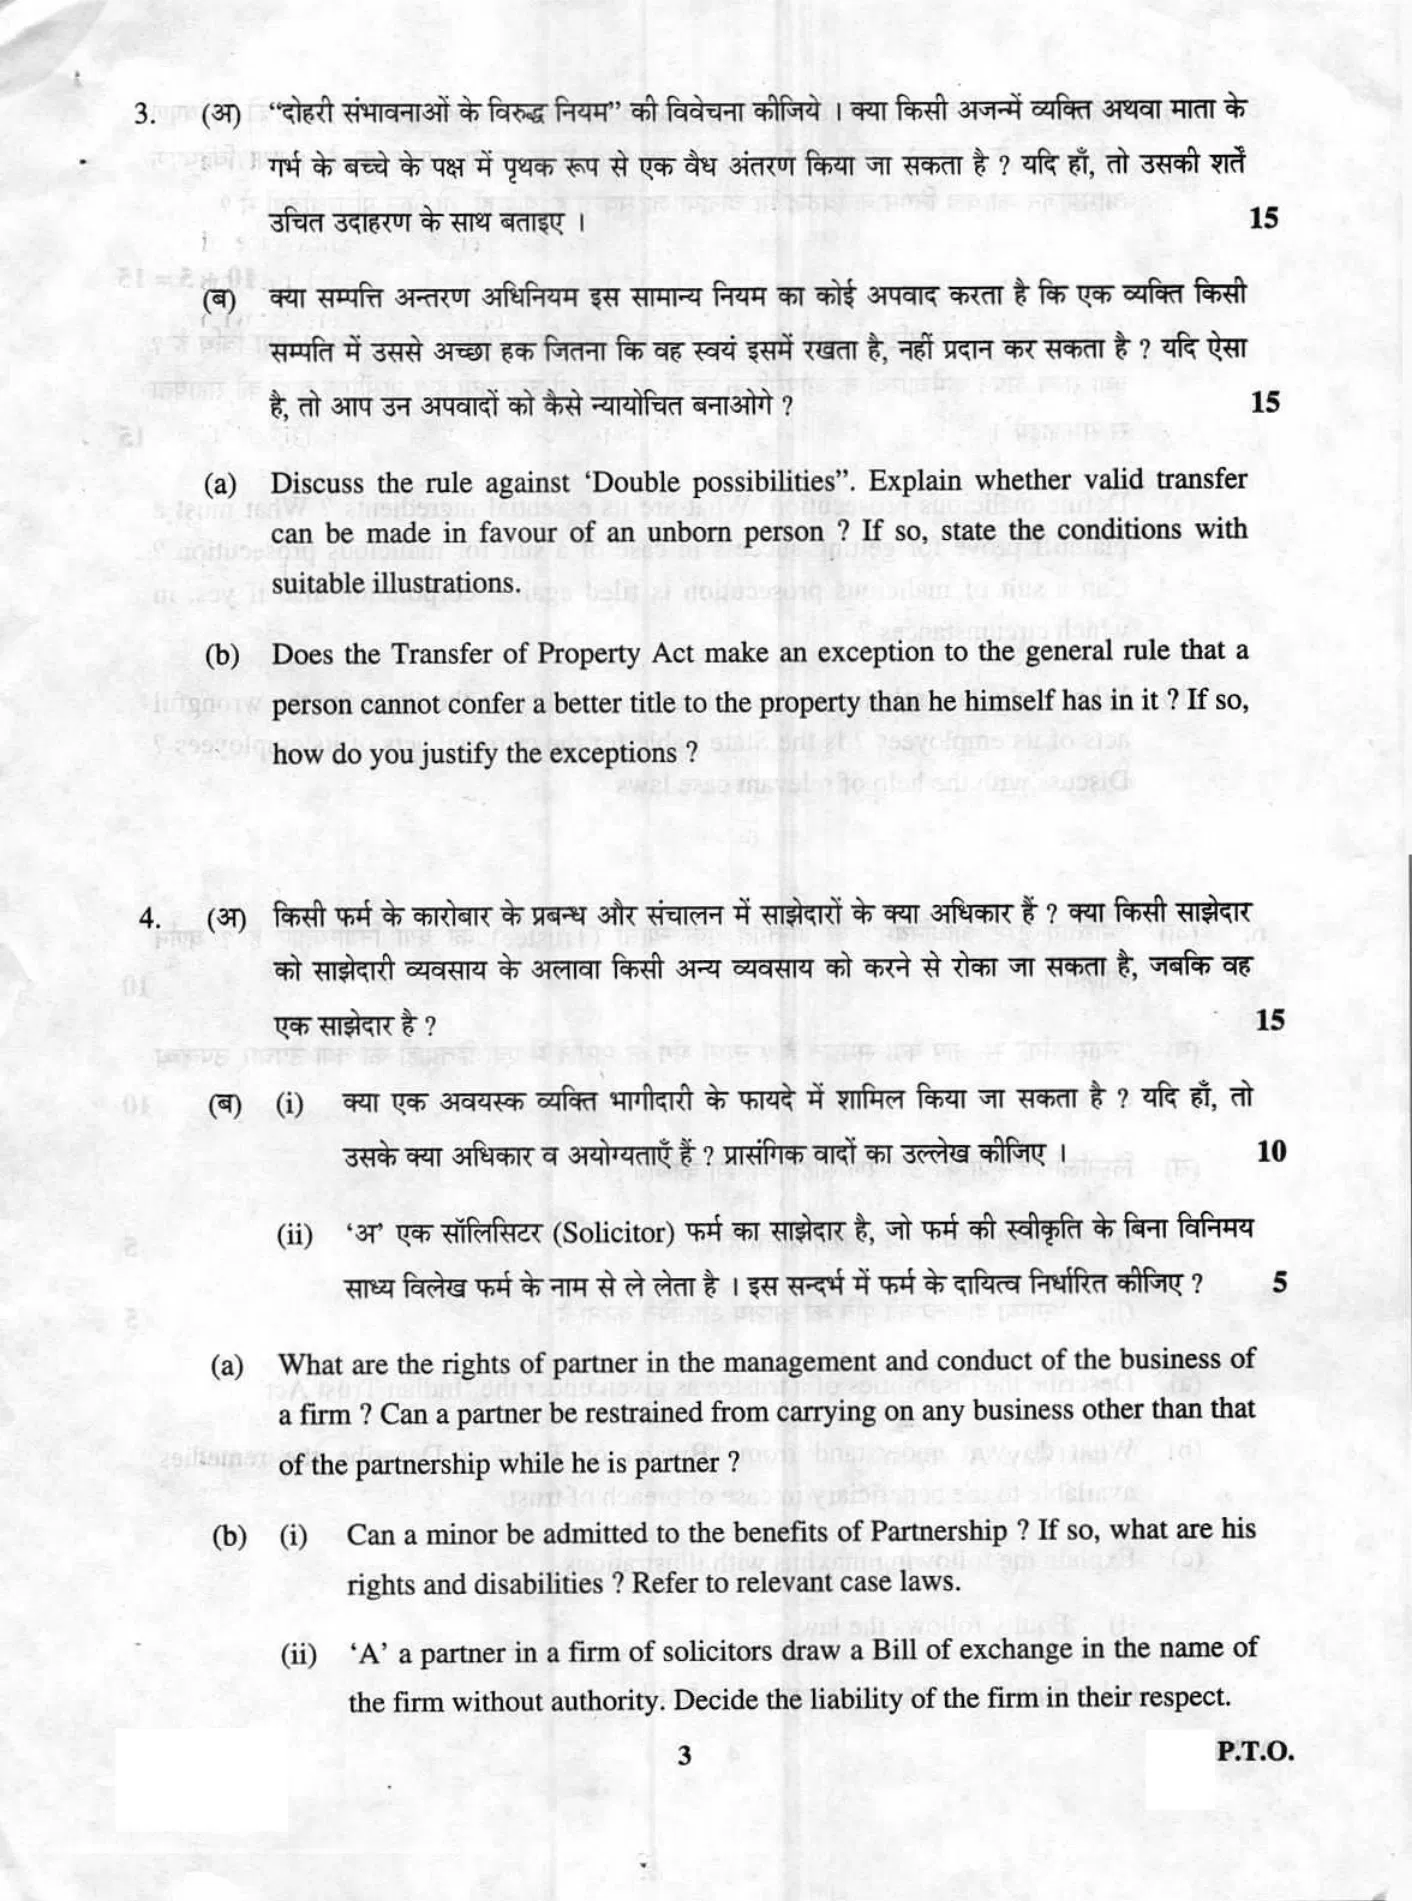 3. (अ) “दोहरी संभावनाओं के विरुद्ध नियम” की विवेचना कीजिये । क्या किसी अजन्में व्यक्ति अथवा माता के
गर्भ के बच्चे के पक्ष में पृथक रूप से एक वैध अंतरण किया जा सकता है ? यदि हाँ, तो उसकी शर्तें
उचित उदाहरण के साथ बताइए । 15
(ब) क्या सम्पत्ति अन्तरण अधिनियम इस सामान्य नियम का कोई अपवाद करता है कि एक व्यक्ति किसी
सम्पति में उससे अच्छा हक जितना कि वह स्वयं इसमें रखता है, नहीं प्रदान कर सकता है ? यदि ऐसा
है, तो आप उन अपवादों को कैसे न्यायोचित बनाओगे ? 15
(a) Discuss the rule against ‘Double possibilities”. Explain whether valid transfer
can be made in favour of an unborn person ? If so, state the conditions with
suitable illustrations.
(b) Does the Transfer of Property Act make an exception to the general rule that a
person cannot confer a better title to the property than he himself has in it ? If so,
how do you justify the exceptions ?
4. (अ) किसी फर्म के कारोबार के प्रबन्ध और संचालन में साझेदारों के क्या अधिकार हैं ? क्या किसी साझेदार
को साझेदारी व्यवसाय के अलावा किसी अन्य व्यवसाय को करने से रोका जा सकता है, जबकि वह
एक साझेदार है ? 15
(ब) (i) क्या एक अवयस्क व्यक्ति भागीदारी के फायदे में शामिल किया जा सकता है ? यदि हाँ, तो
उसके क्या अधिकार व अयोग्यताएँ हैं ? प्रासंगिक वादों का उल्लेख कीजिए । 10
(ii) ‘अ’ एक सॉलिसिटर (Solicitor) फर्म का साझेदार है, जो फर्म की स्वीकृति के बिना विनिमय
साध्य विलेख फर्म के नाम से ले लेता है । इस सन्दर्भ में फर्म के दायित्व निर्धारित कीजिए ? 5
(a) What are the rights of partner in the management and conduct of the business of
a firm ? Can a partner be restrained from carrying on any business other than that
of the partnership while he is partner ?
(b) (i) Can a minor be admitted to the benefits of Partnership ? If so, what are his
rights and disabilities ? Refer to relevant case laws.
(ii) ‘A’ a partner in a firm of solicitors draw a Bill of exchange in the name of
the firm without authority. Decide the liability of the firm in their respect.
3 P.T.O.